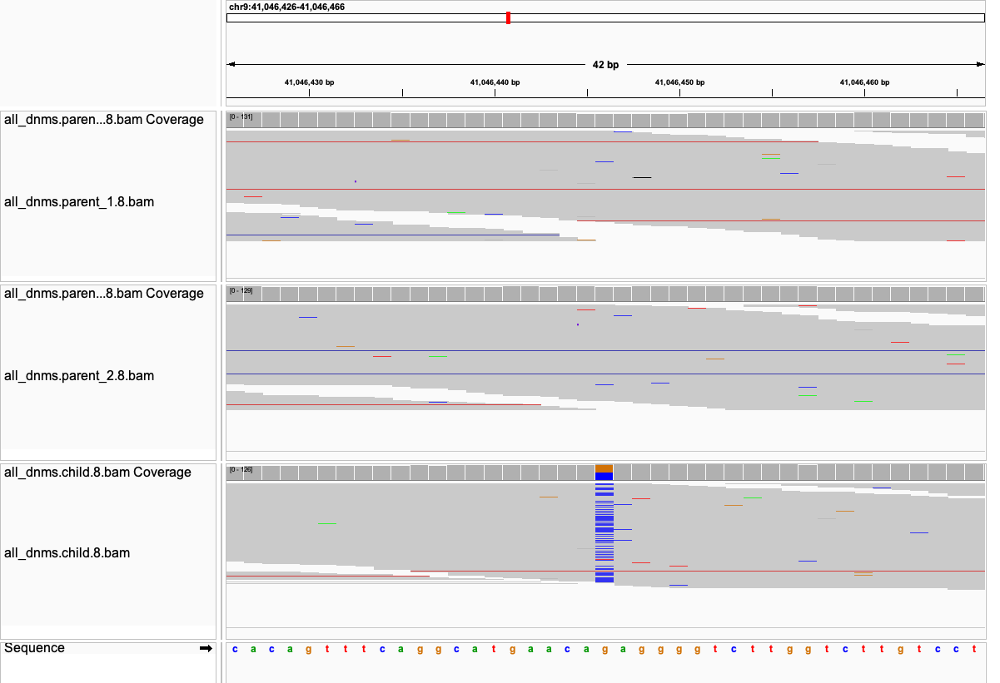 chr9:41,046,426-41,046,466
42 bp
41,046,430 bp 41,046,440 bp 41,046,450 bp 41,046,460 bp
all_dnms.paren...8.bam Coverage
[0 - 131]
all_dnms.parent_1.8.bam
all_dnms.paren...8.bam Coverage
[0 - 129]
all_dnms.parent_2.8.bam
all_dnms.child.8.bam Coverage
[0 - 126]
all_dnms.child.8.bam
Sequence
c a c a g t t t c a g g c a t g a a c a g a g g g g t c t t g g t c t t g t c c t